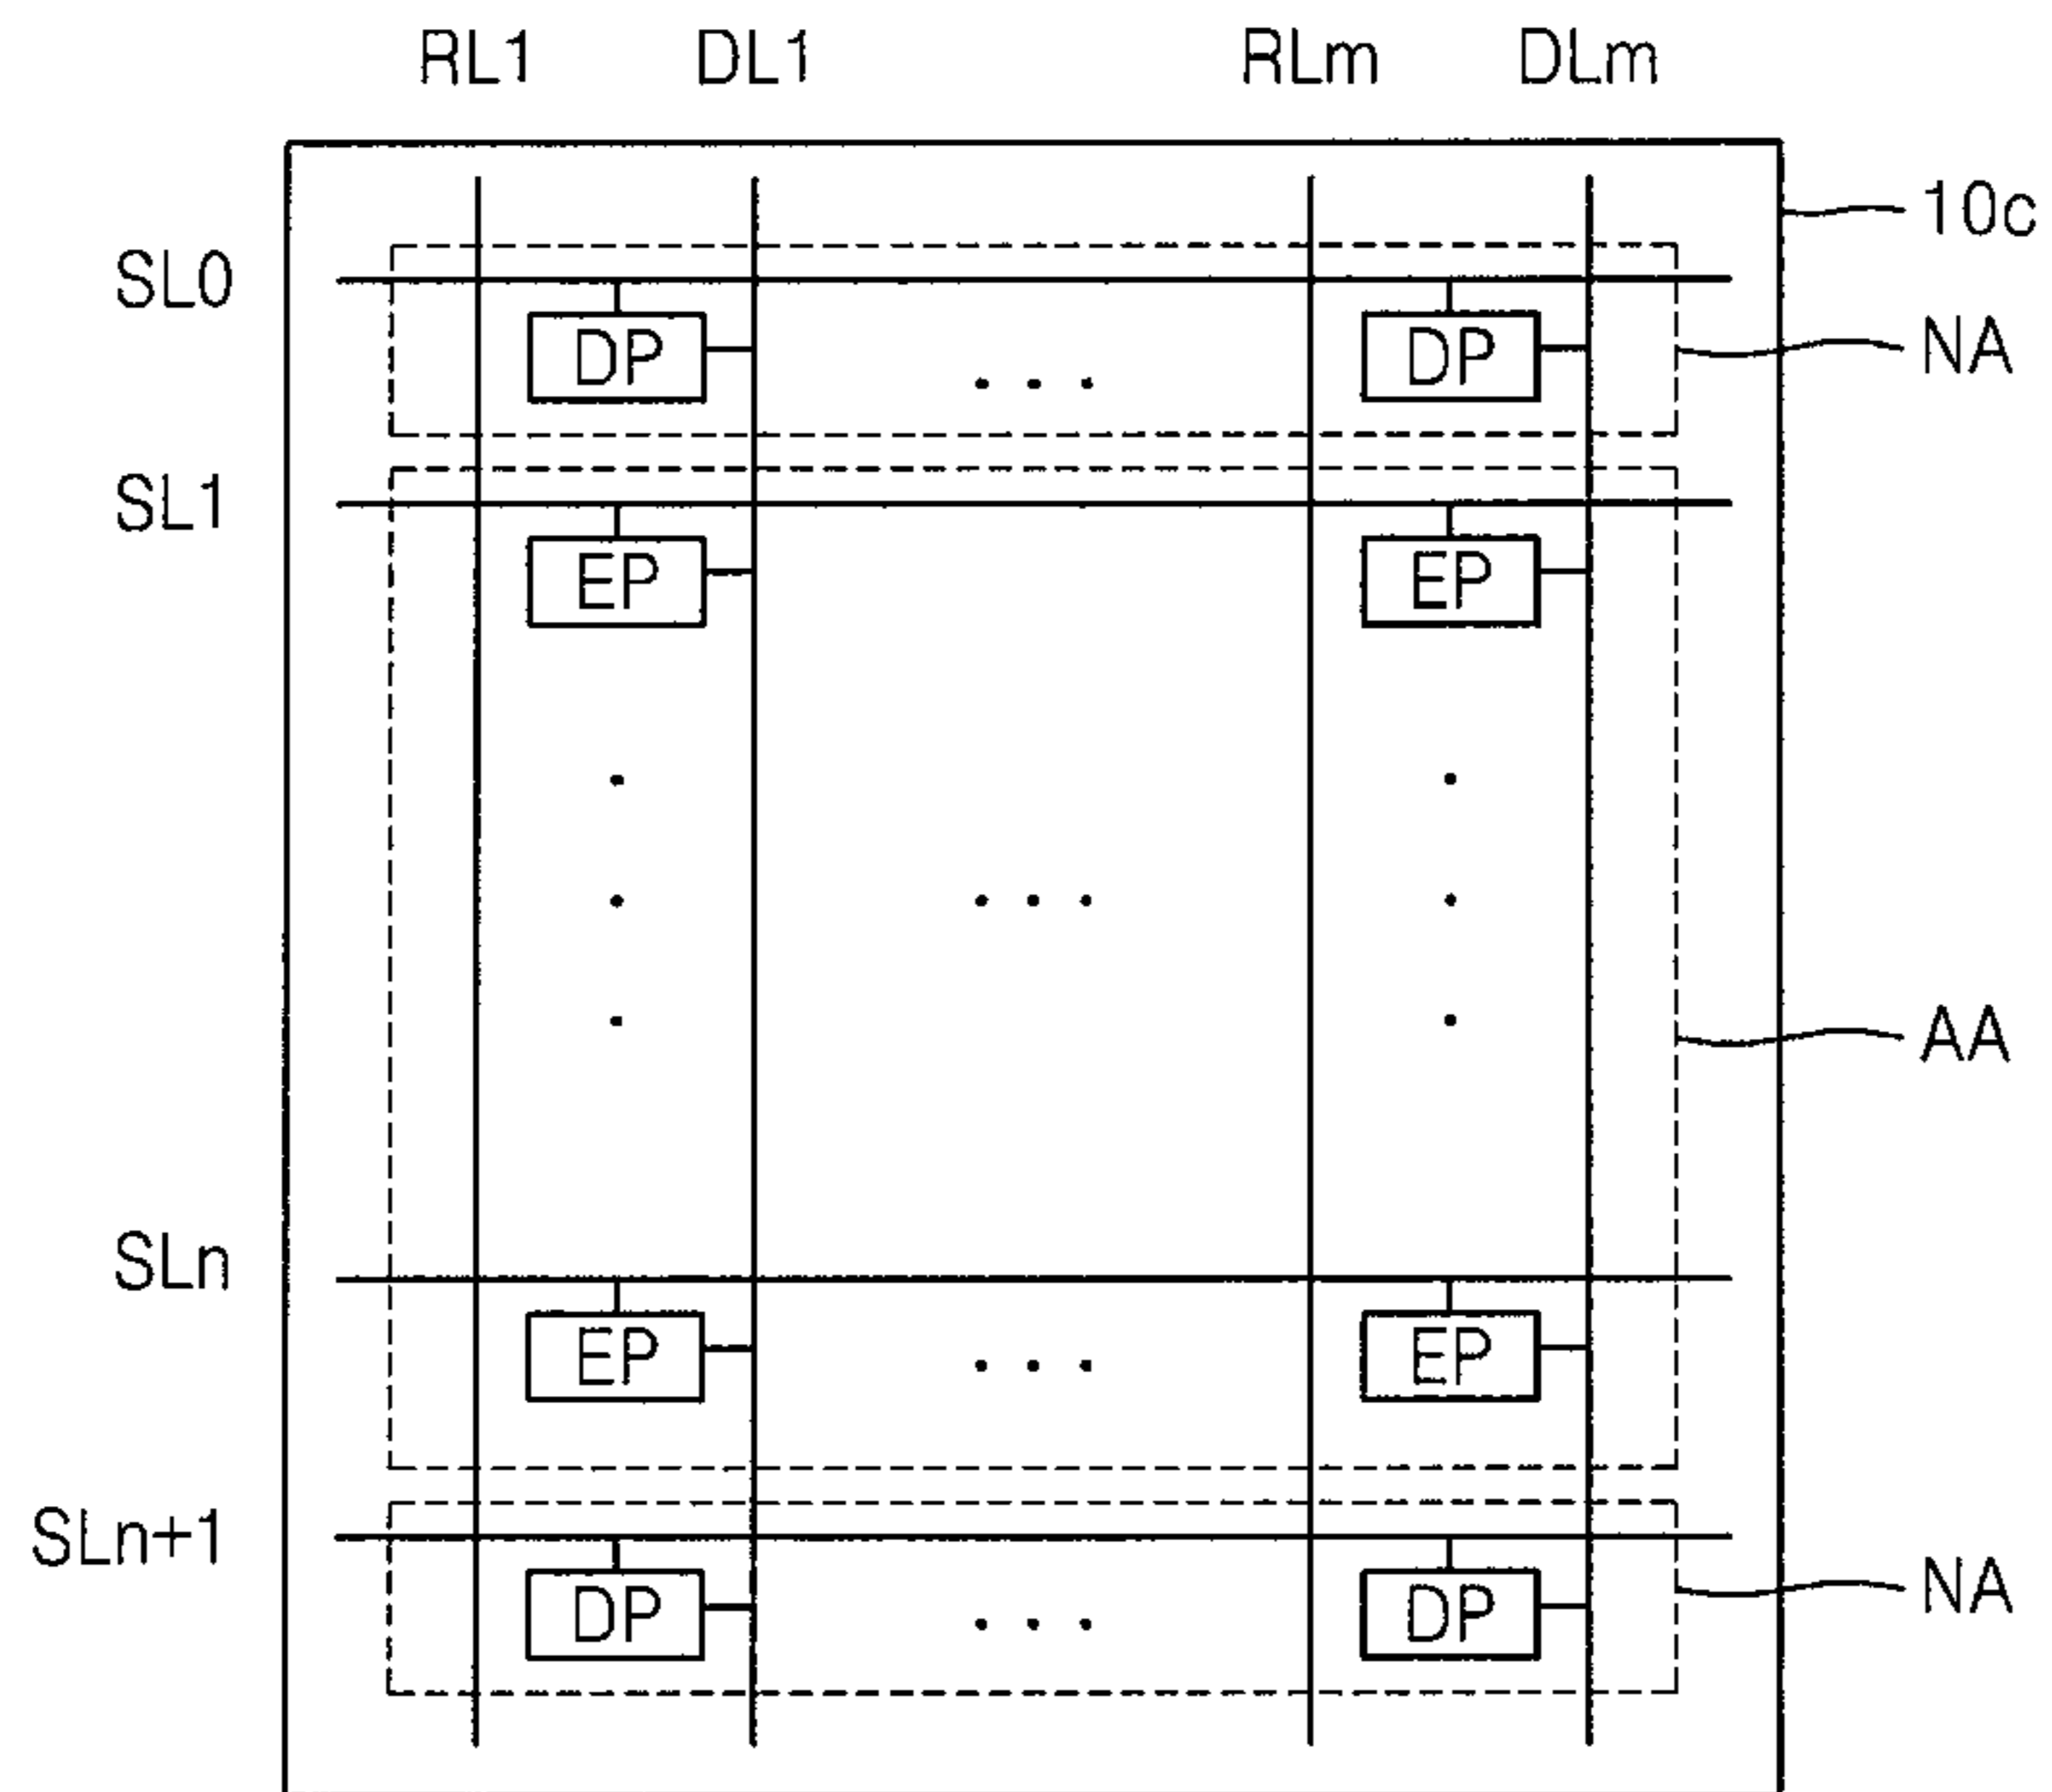 RL1 DL1 RLm DLm
10c
SL0
DP DP NA
SL1
EP EP
AA
SLn
EP EP
SLn+1
DP DP NA